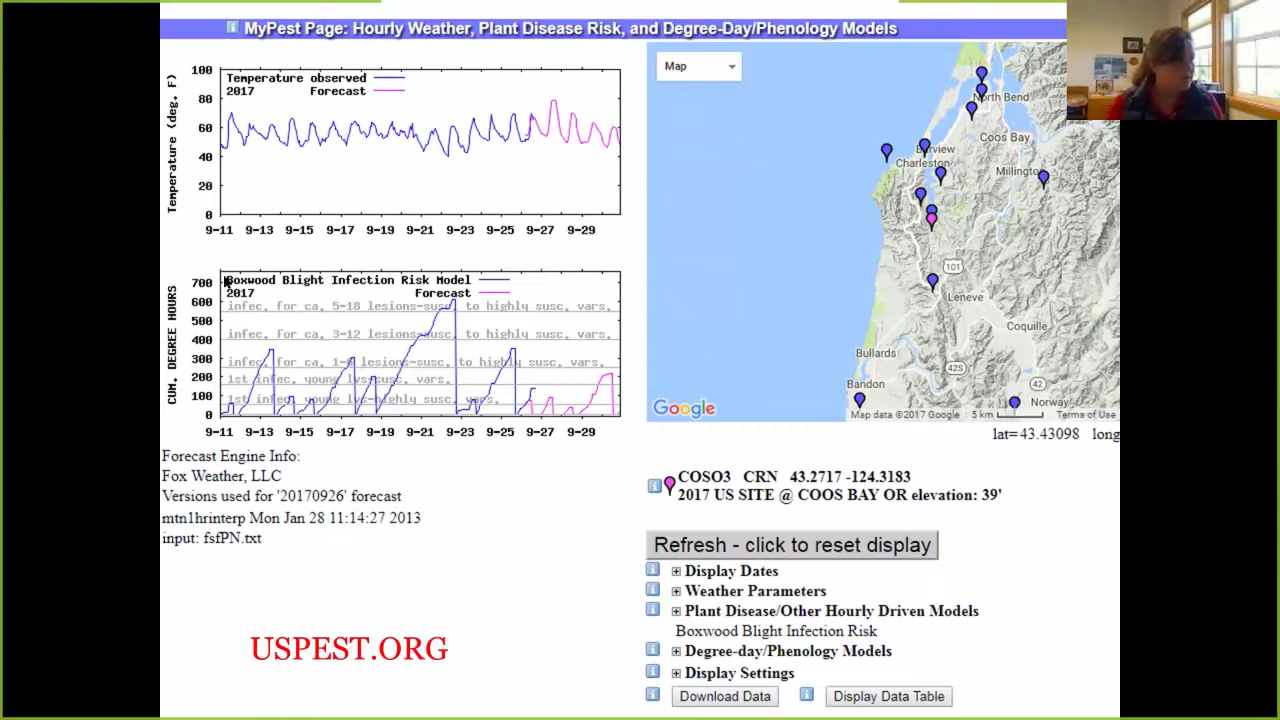 MyPest Page: Hourly Weather, Plant Disease Risk, and Degree-Day/Phenology Models
Temperature (deg. F)
100
80
60
40
20
0
Temperature observed
2017 Forecast
9-11 9-13 9-15 9-17 9-19 9-21 9-23 9-25 9-27 9-29
CUM. DEGREE HOURS
700
600
500
400
300
200
100
0
Boxwood Blight Infection Risk Model
2017 Forecast
infec. for ca. 5-18 lesions-susc. to highly susc. vars.
infec. for ca. 3-12 lesions-susc. to highly susc. vars.
infec. for ca. 1-6 lesions-susc. to highly susc. vars.
1st infec. young lvs-susc. vars.
1st infec. young lvs-highly susc. vars.
9-11 9-13 9-15 9-17 9-19 9-21 9-23 9-25 9-27 9-29
Forecast Engine Info:
Fox Weather, LLC
Versions used for '20170926' forecast
mtn1hrinterp Mon Jan 28 11:14:27 2013
input: fsfPN.txt
USPEST.ORG
Map
North Bend
Coos Bay
Barview
Charleston
Millington
101
Leneve
Coquille
Bullards
42S
Bandon
42
Norway
Google
Map data ©2017 Google 5 km Terms of Use
lat=43.43098 long
COSO3 CRN 43.2717 -124.3183
2017 US SITE @ COOS BAY OR elevation: 39'
Refresh - click to reset display
Display Dates
Weather Parameters
Plant Disease/Other Hourly Driven Models
Boxwood Blight Infection Risk
Degree-day/Phenology Models
Display Settings
Download Data Display Data Table